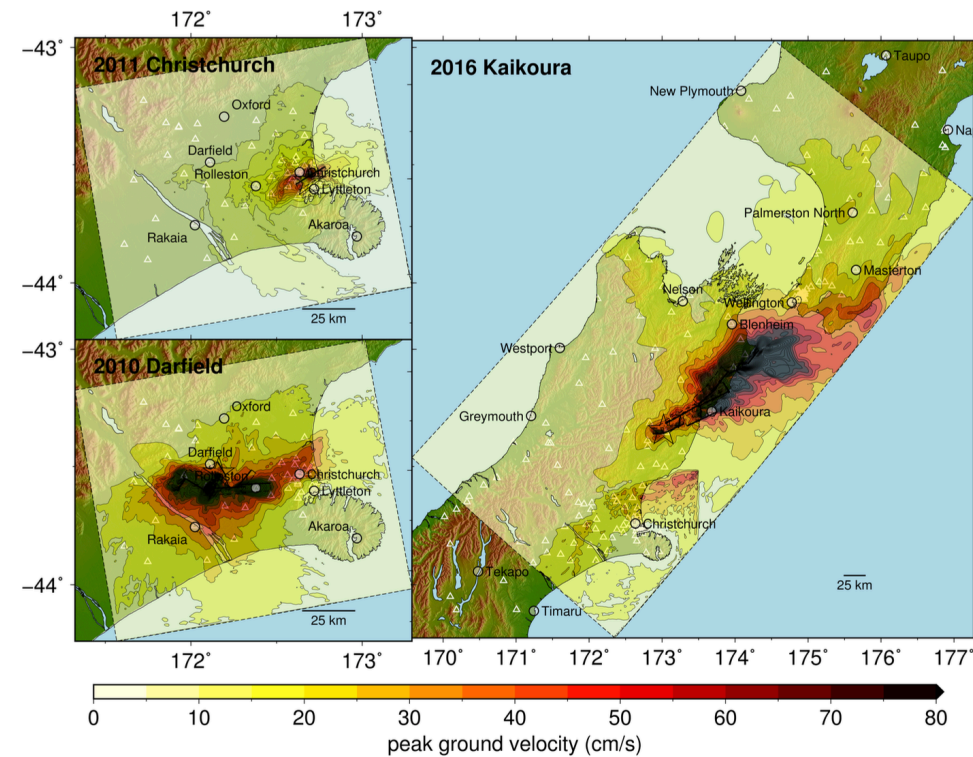 172° 173°
−43°
2011 Christchurch
Oxford
Darfield
Rolleston
Christchurch
Lyttleton
Akaroa
Rakaia
−44°
25 km
−43°
2010 Darfield
Oxford
Darfield
Rolleston
Christchurch
Lyttleton
Akaroa
Rakaia
−44°
25 km
172° 173°
2016 Kaikoura
Taupo
New Plymouth
Na
Palmerston North
Masterton
Nelson
Wellington
Blenheim
Westport
Greymouth
Kaikoura
Christchurch
Tekapo
Timaru
25 km
170° 171° 172° 173° 174° 175° 176° 177°
0 10 20 30 40 50 60 70 80
peak ground velocity (cm/s)